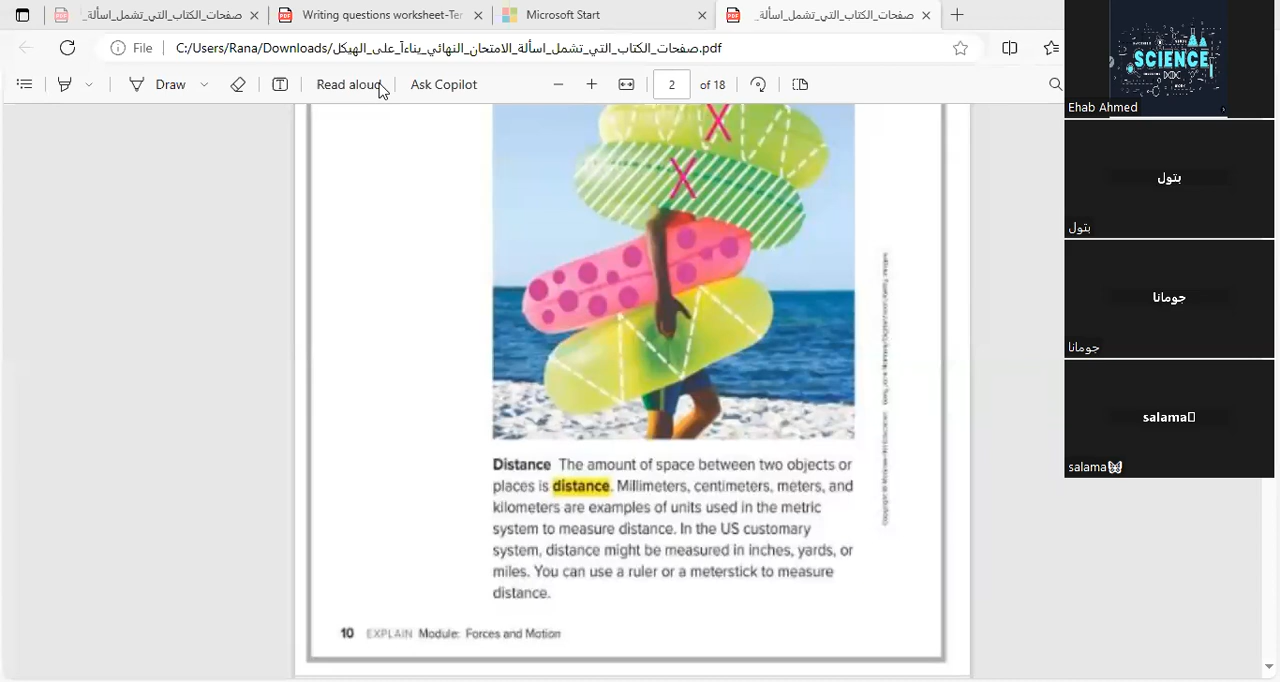 صفحات_الكتاب_التي_تشمل_اسألة_
Writing questions worksheet-Ter
Microsoft Start
صفحات_الكتاب_التي_تشمل_اسألة_
File
C:/Users/Rana/Downloads/صفحات_الكتاب_التي_تشمل_اسألة_الامتحان_النهائي_بناءاً_على_الهيكل.pdf
Draw
Read aloud
Ask Copilot
2
of 18
Distance The amount of space between two objects or
places is distance. Millimeters, centimeters, meters, and
kilometers are examples of units used in the metric
system to measure distance. In the US customary
system, distance might be measured in inches, yards, or
miles. You can use a ruler or a meterstick to measure
distance.
10 EXPLAIN Module: Forces and Motion
SCIENCE
Ehab Ahmed
بتول
بتول
جومانا
جومانا
salama
salama